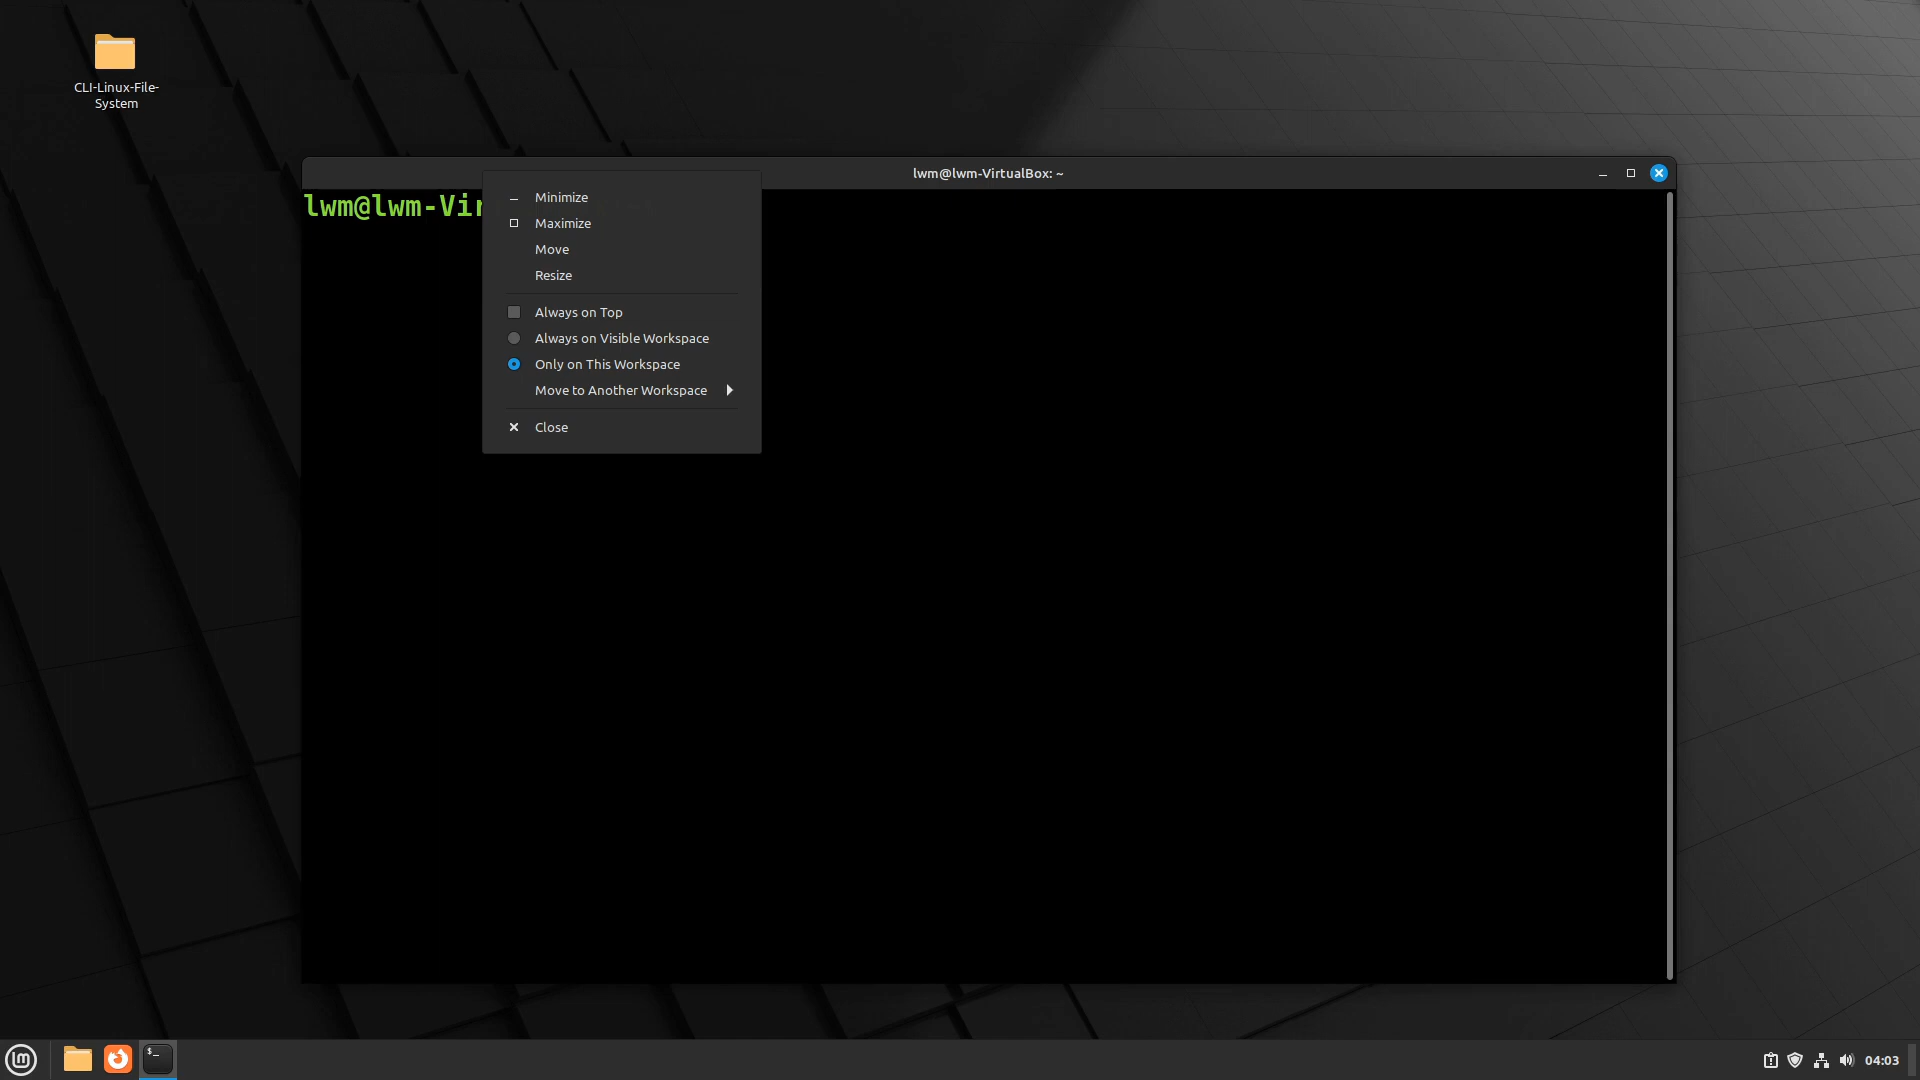 CLI-Linux-File-
System
lwm@lwm-VirtualBox: ~
lwm@lwm-Vir
Minimize
Maximize
Move
Resize
Always on Top
Always on Visible Workspace
Only on This Workspace
Move to Another Workspace
Close
$_
04:03